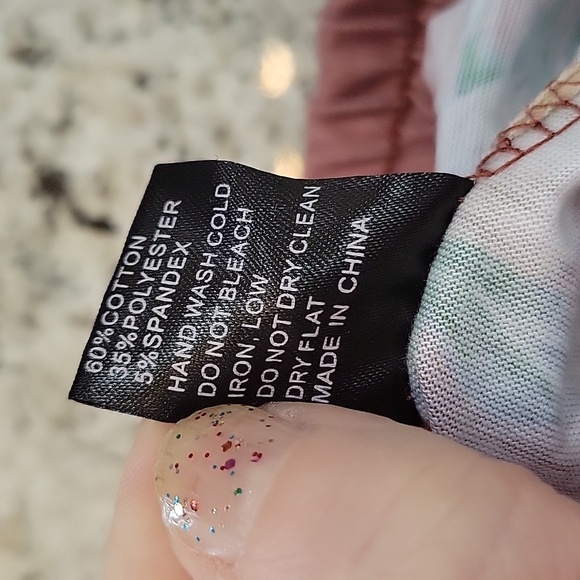 60%COTTON
35%POLYESTER
5%SPANDEX
HAND WASH COLD
DO NOT BLEACH
IRON, LOW
DO NOT DRY CLEAN
DRY FLAT
MADE IN CHINA